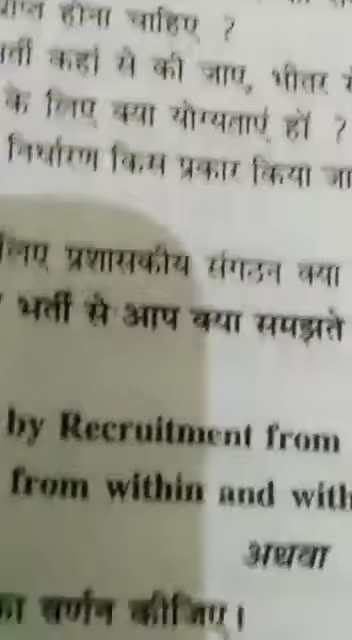 होना चाहिए ?
कहाँ से की जाए, भीतर
के लिए क्या योग्यताएं हों ?
निर्धारण किस प्रकार किया
लिए प्रशासकीय संगठन क्या
भर्ती से आप क्या समझते
by Recruitment from
from within and with
अथवा
का वर्णन कीजिए।